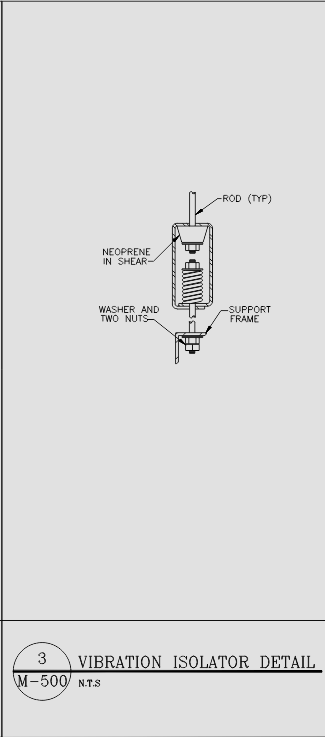 ROD (TYP)
NEOPRENE
IN SHEAR
WASHER AND
TWO NUTS
SUPPORT
FRAME
3
M-500
VIBRATION ISOLATOR DETAIL
N.T.S